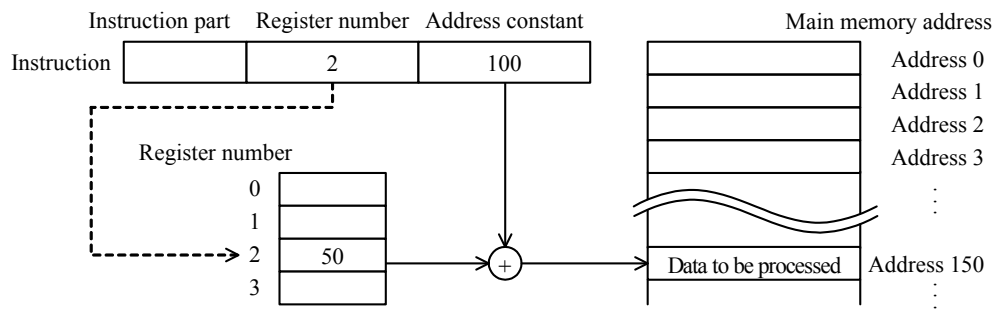 Instruction part Register number Address constant
Main memory address
Instruction 2 100
Address 0
Address 1
Address 2
Address 3
⋮
Register number
0
1
2 50
3
+
Data to be processed Address 150
⋮